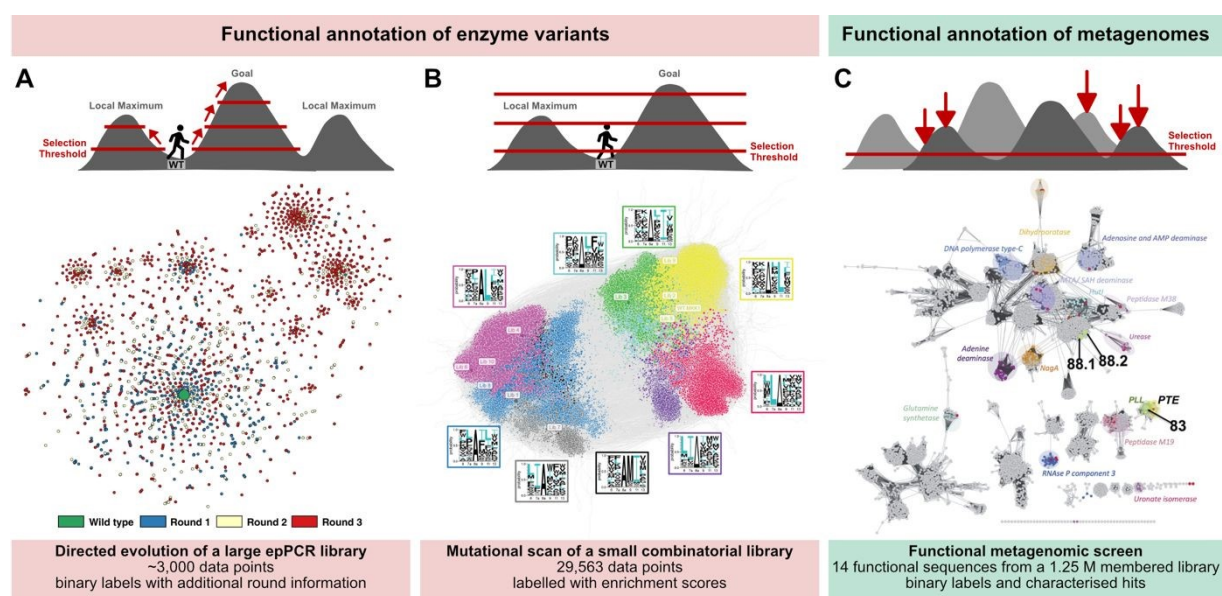 Functional annotation of enzyme variants
Functional annotation of metagenomes
A
Goal
Local Maximum
Local Maximum
Selection
Threshold
WT
Wild type
Round 1
Round 2
Round 3
Directed evolution of a large epPCR library
~3,000 data points
binary labels with additional round information
B
Goal
Local Maximum
Selection
Threshold
WT
Mutational scan of a small combinatorial library
29,563 data points
labelled with enrichment scores
C
Selection
Threshold
Dihydroorotase
DNA polymerase type-C
Adenosine and AMP deaminase
MTA/ SAH deaminase
HutI
Peptidase M38
Urease
Adenine
deaminase
NagA
88.1
88.2
Glutamine
synthetase
PLL
PTE
83
Peptidase M19
RNAse P component 3
Uronate isomerase
Functional metagenomic screen
14 functional sequences from a 1.25 M membered library
binary labels and characterised hits